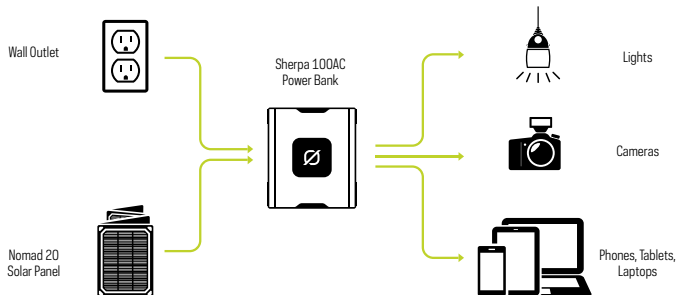 Wall Outlet
Sherpa 100AC
Power Bank
Lights
Cameras
Nomad 20
Solar Panel
Phones, Tablets,
Laptops